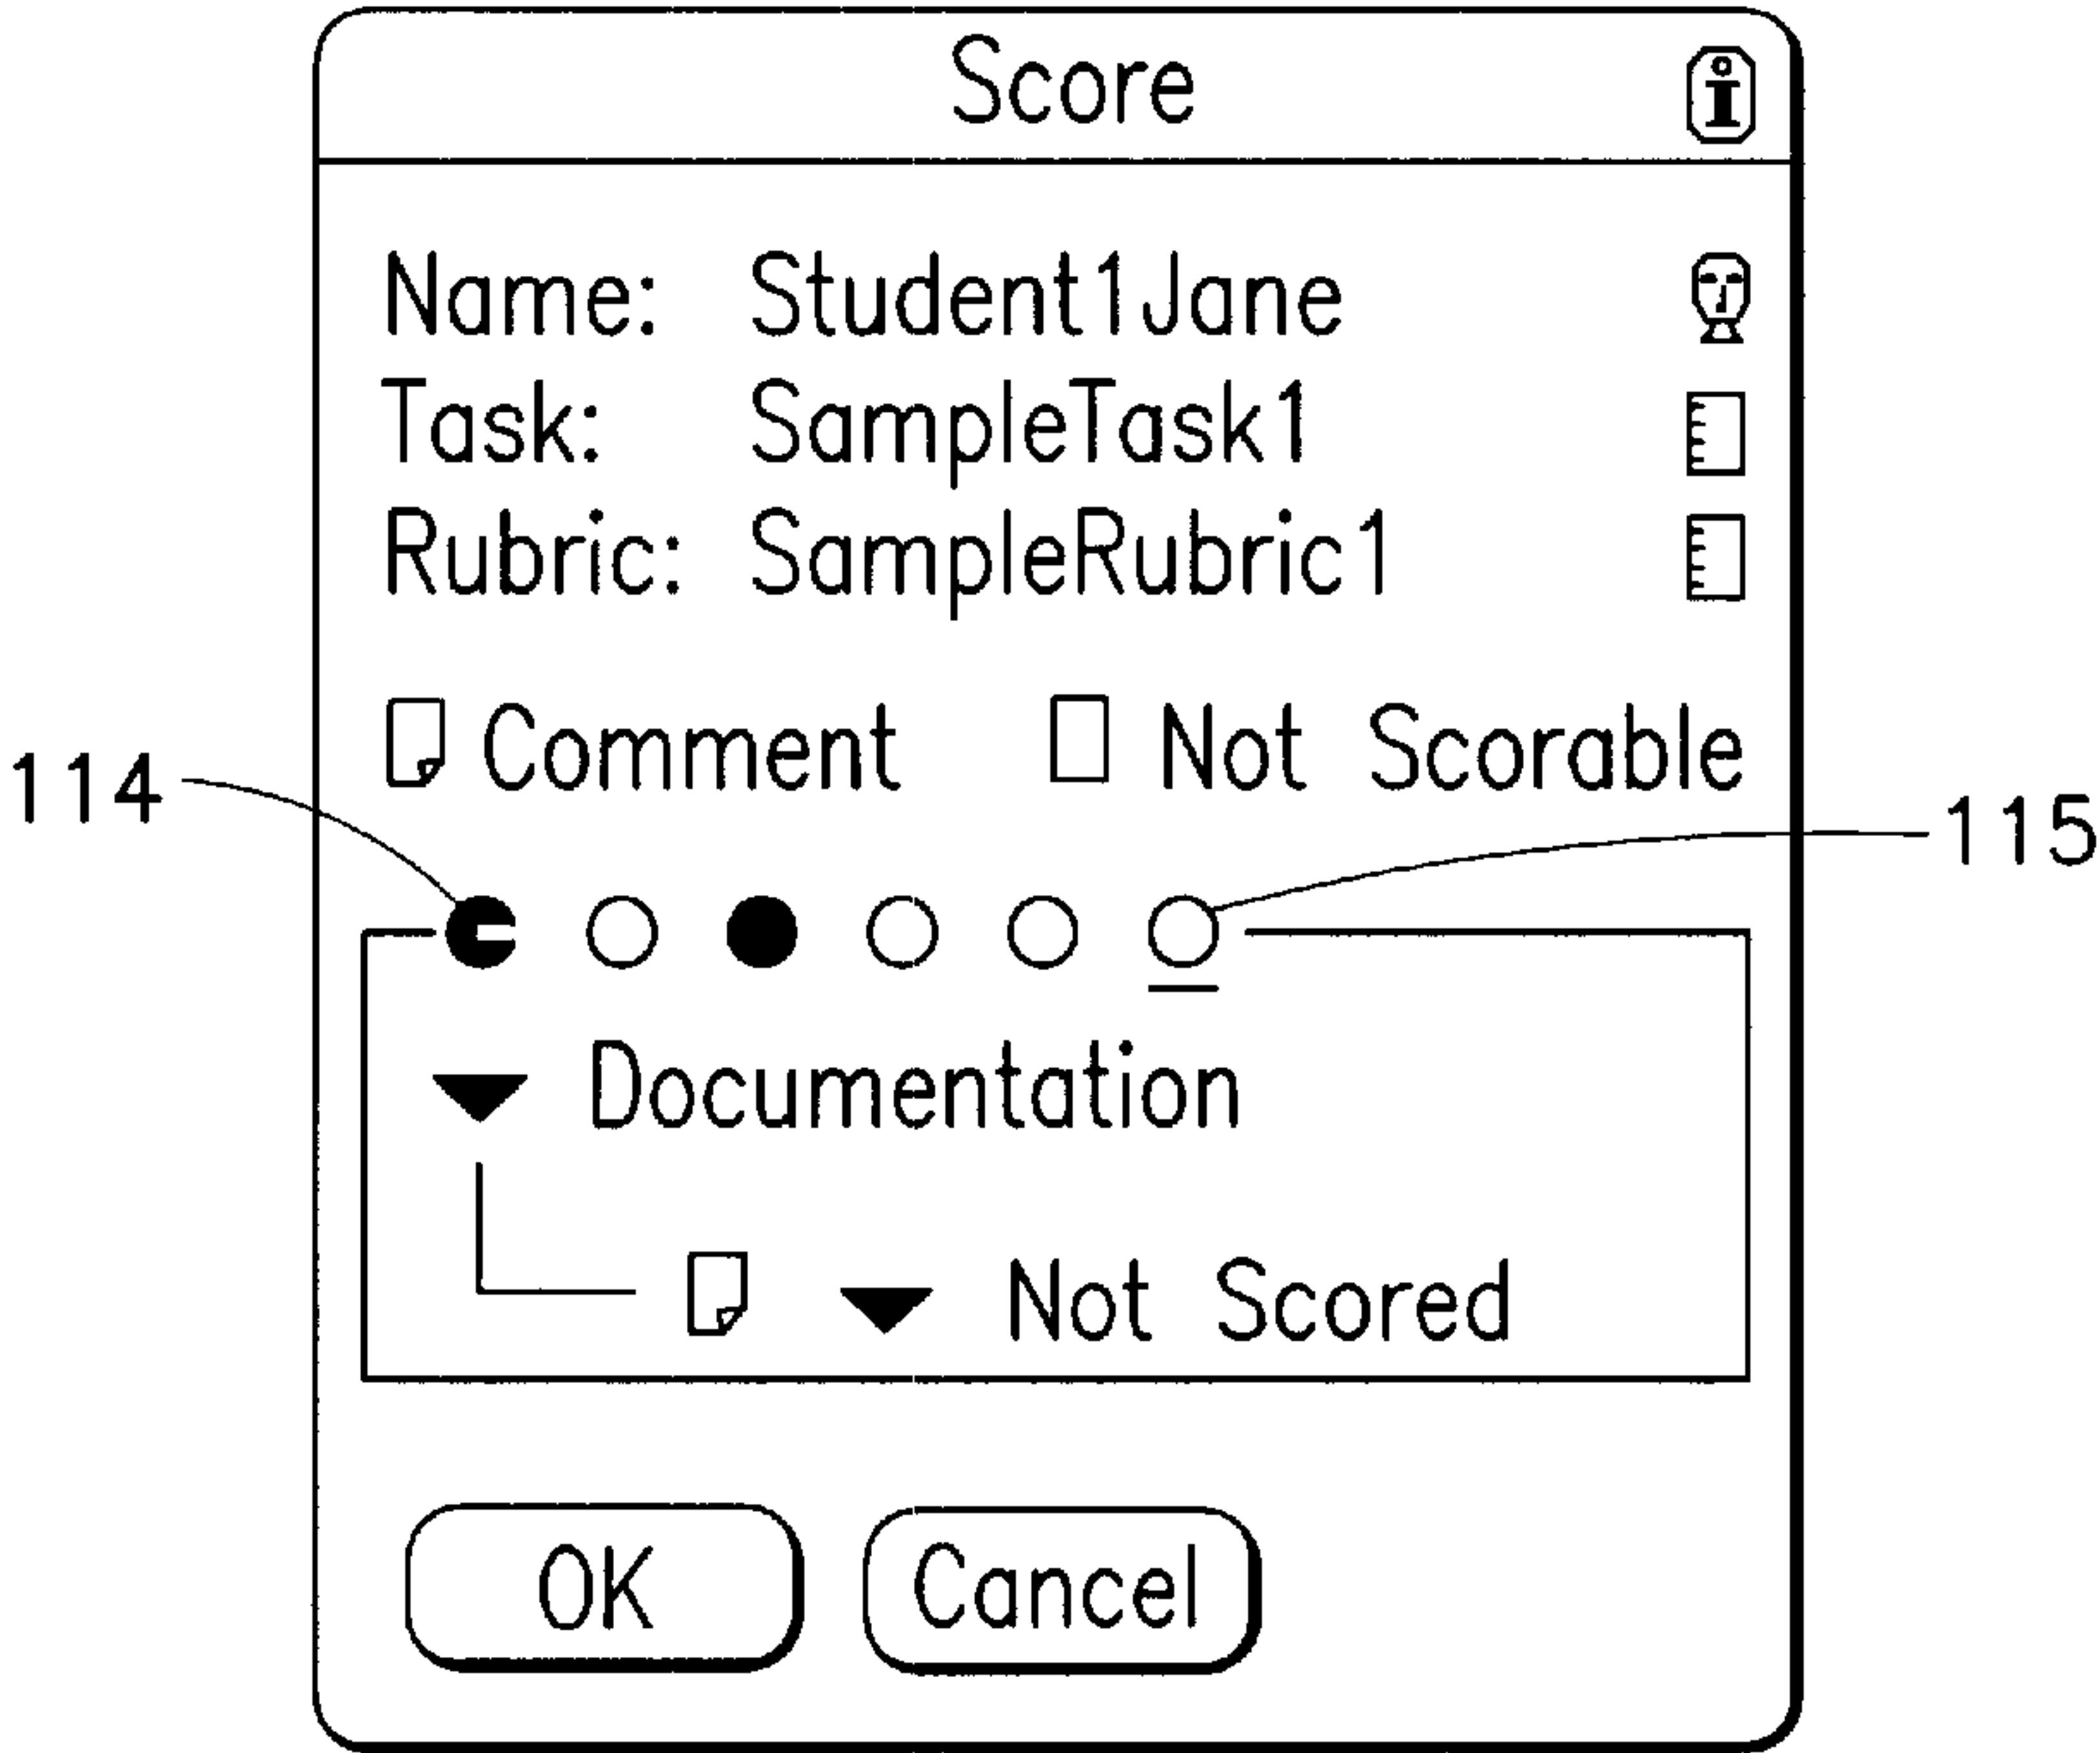 Score i
Name: Student1Jane
Task: SampleTask1
Rubric: SampleRubric1
Comment Not Scorable
114
115
Documentation
Not Scored
OK Cancel